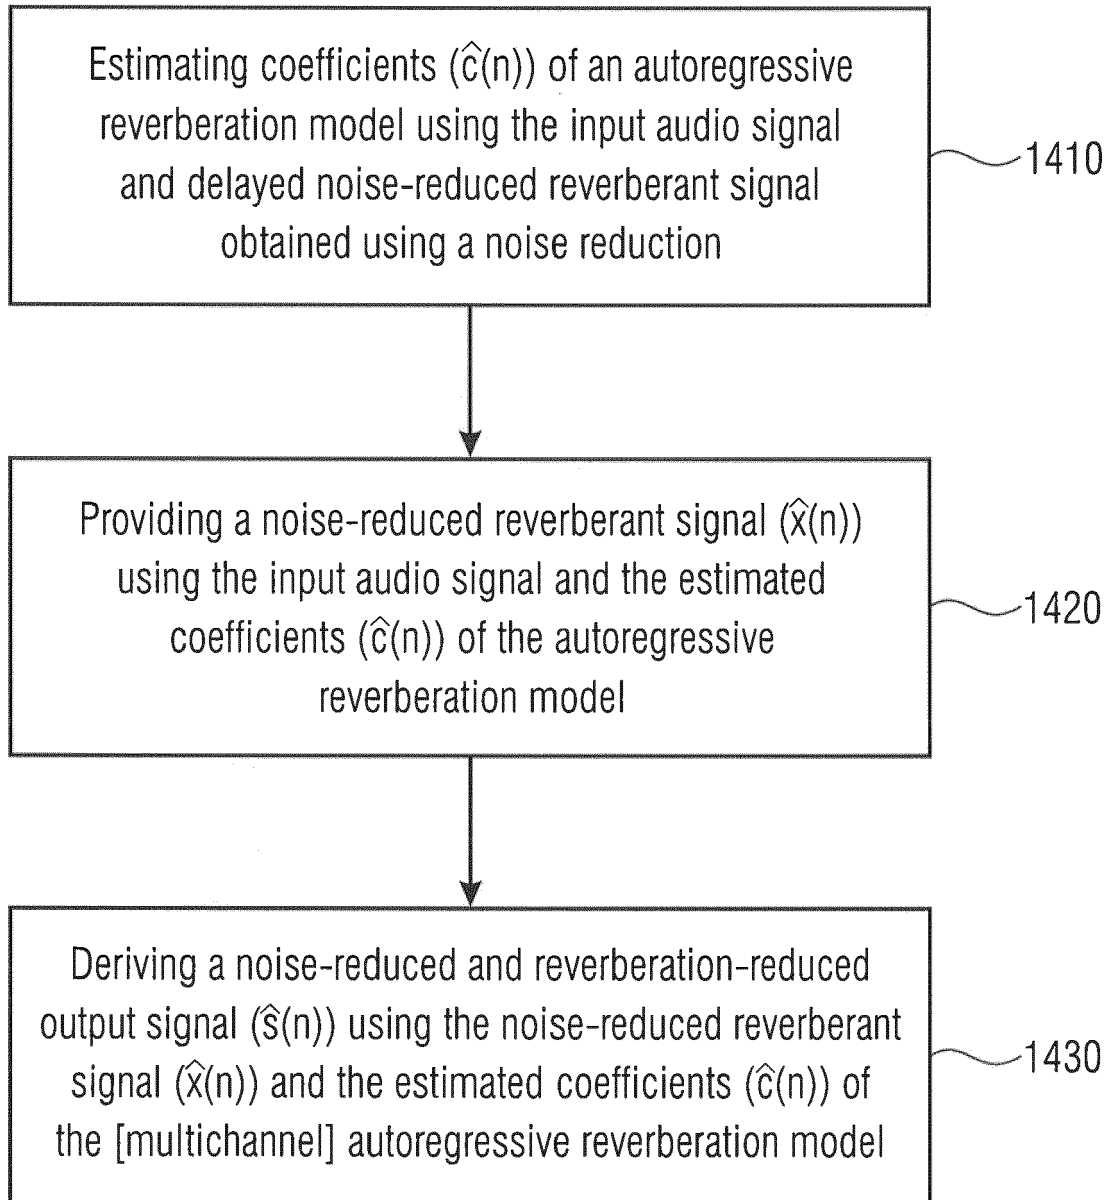 Estimating coefficients (ĉ(n)) of an autoregressive
reverberation model using the input audio signal
and delayed noise-reduced reverberant signal
obtained using a noise reduction
1410
Providing a noise-reduced reverberant signal (x̂(n))
using the input audio signal and the estimated
coefficients (ĉ(n)) of the autoregressive
reverberation model
1420
Deriving a noise-reduced and reverberation-reduced
output signal (ŝ(n)) using the noise-reduced reverberant
signal (x̂(n)) and the estimated coefficients (ĉ(n)) of
the [multichannel] autoregressive reverberation model
1430